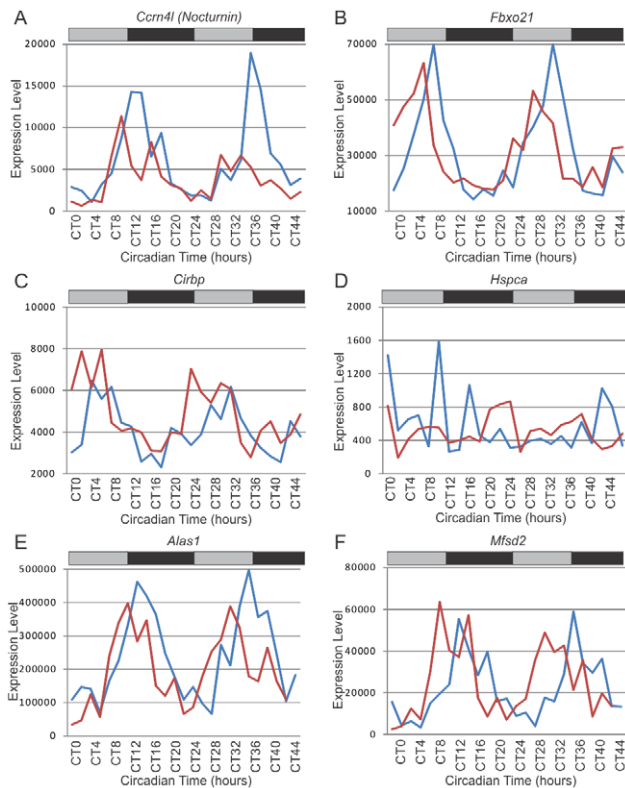 A Ccrn4l (Nocturnin)
Expression Level
20000
15000
10000
5000
0
CT0 CT4 CT8 CT12 CT16 CT20 CT24 CT28 CT32 CT36 CT40 CT44
Circadian Time (hours)
B Fbxo21
Expression Level
70000
50000
30000
10000
CT0 CT4 CT8 CT12 CT16 CT20 CT24 CT28 CT32 CT36 CT40 CT44
Circadian Time (hours)
C Cirbp
Expression Level
10000
8000
6000
4000
2000
CT0 CT4 CT8 CT12 CT16 CT20 CT24 CT28 CT32 CT36 CT40 CT44
Circadian Time (hours)
D Hspca
Expression Level
2000
1600
1200
800
400
0
CT0 CT4 CT8 CT12 CT16 CT20 CT24 CT28 CT32 CT36 CT40 CT44
Circadian Time (hours)
E Alas1
Expression Level
500000
400000
300000
200000
100000
0
CT0 CT4 CT8 CT12 CT16 CT20 CT24 CT28 CT32 CT36 CT40 CT44
Circadian Time (hours)
F Mfsd2
Expression Level
80000
60000
40000
20000
0
CT0 CT4 CT8 CT12 CT16 CT20 CT24 CT28 CT32 CT36 CT40 CT44
Circadian Time (hours)